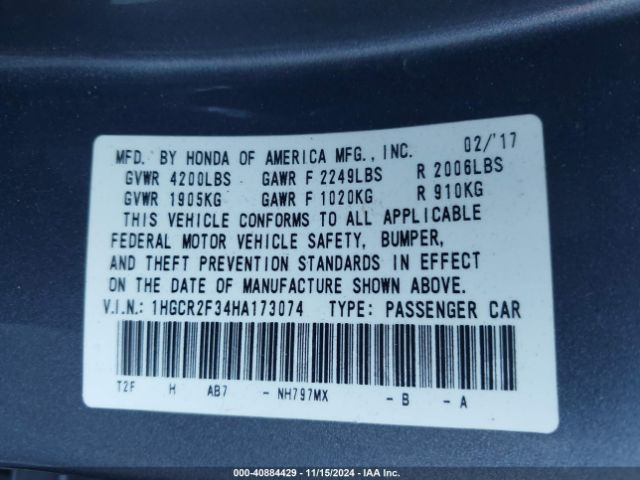 MFD. BY HONDA OF AMERICA MFG., INC. 02/'17
GVWR 4200LBS GAWR F 2249LBS R 2006LBS
GVWR 1905KG GAWR F 1020KG R 910KG
THIS VEHICLE CONFORMS TO ALL APPLICABLE
FEDERAL MOTOR VEHICLE SAFETY, BUMPER,
AND THEFT PREVENTION STANDARDS IN EFFECT
ON THE DATE OF MANUFACTURE SHOWN ABOVE.
V.I.N.: 1HGCR2F34HA173074 TYPE: PASSENGER CAR
T2F H AB7 - NH797MX - B - A
000-40884429 - 11/15/2024 - IAA Inc.